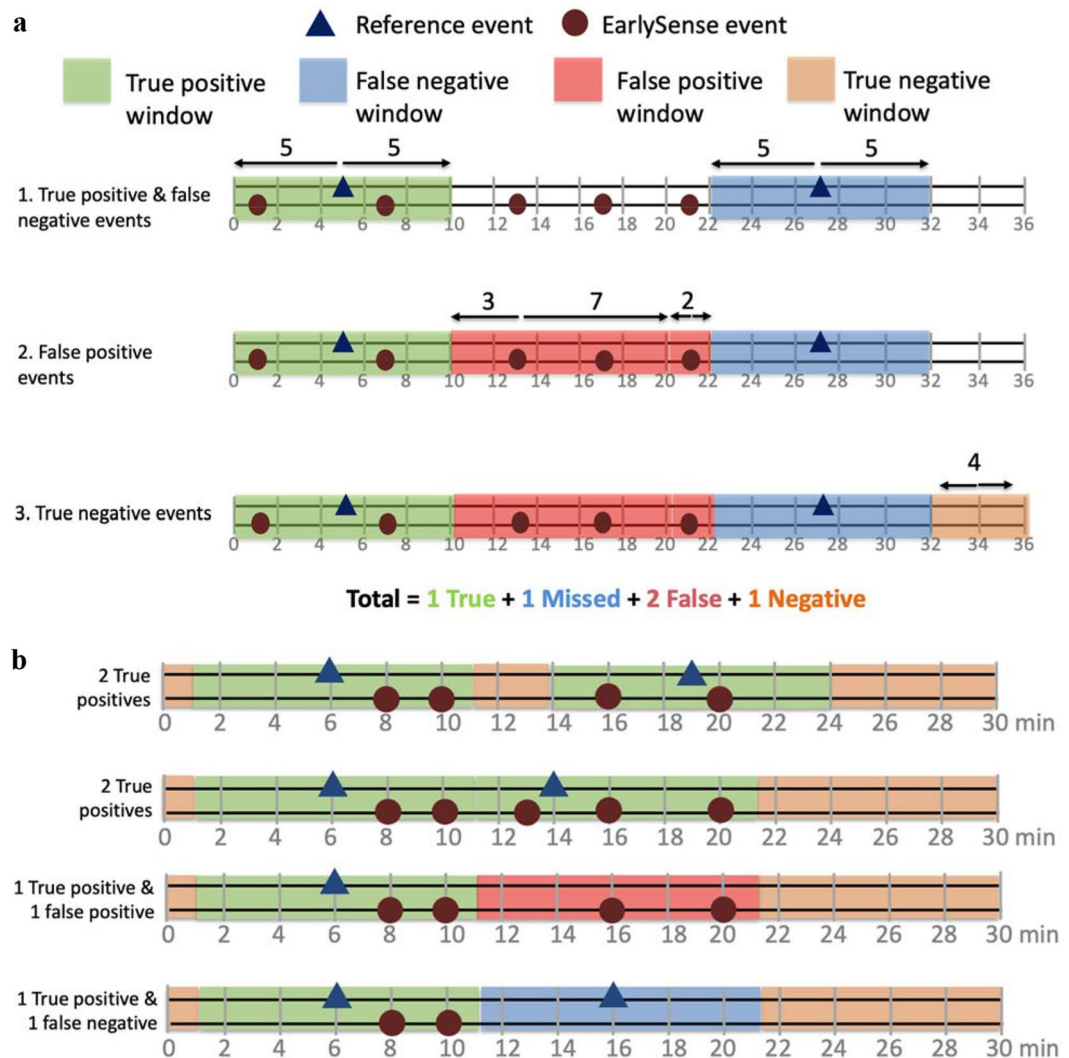 a
Reference event
EarlySense event
True positive
window
False negative
window
False positive
window
True negative
window
5 5 5 5
1. True positive & false
negative events
0 2 4 6 8 10 12 14 16 18 20 22 24 26 28 30 32 34 36
3 7 2
2. False positive
events
0 2 4 6 8 10 12 14 16 18 20 22 24 26 28 30 32 34 36
4
3. True negative events
0 2 4 6 8 10 12 14 16 18 20 22 24 26 28 30 32 34 36
Total = 1 True + 1 Missed + 2 False + 1 Negative
b
2 True
positives
0 2 4 6 8 10 12 14 16 18 20 22 24 26 28 30 min
2 True
positives
0 2 4 6 8 10 12 14 16 18 20 22 24 26 28 30 min
1 True positive &
1 false positive
0 2 4 6 8 10 12 14 16 18 20 22 24 26 28 30 min
1 True positive &
1 false negative
0 2 4 6 8 10 12 14 16 18 20 22 24 26 28 30 min